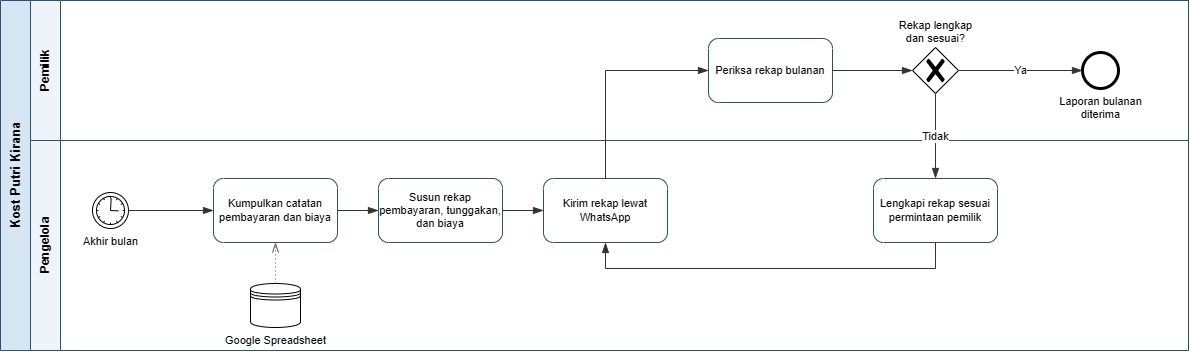 Kost Putri Kirana
Pemilik
Rekap lengkap
dan sesuai?
Periksa rekap bulanan
Ya
Laporan bulanan
diterima
Tidak
Pengelola
Akhir bulan
Kumpulkan catatan
pembayaran dan biaya
Susun rekap
pembayaran, tunggakan,
dan biaya
Kirim rekap lewat
WhatsApp
Lengkapi rekap sesuai
permintaan pemilik
Google Spreadsheet